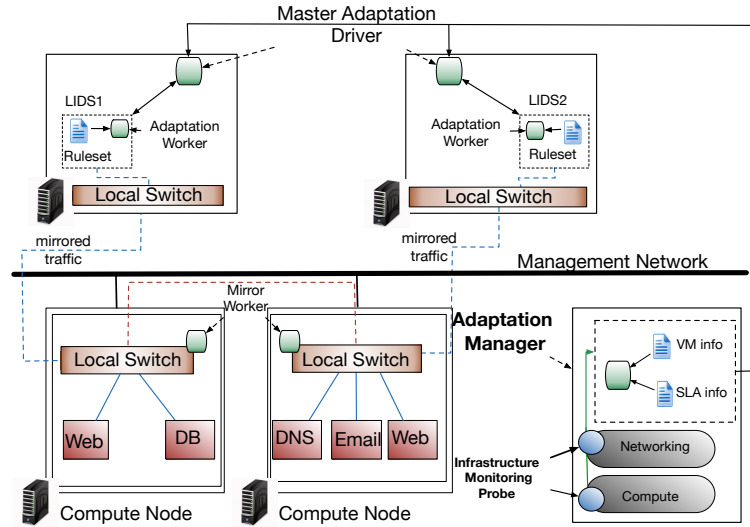 Master Adaptation
Driver
LIDS1
Ruleset
Adaptation
Worker
Local Switch
LIDS2
Adaptation
Worker
Ruleset
Local Switch
mirrored
traffic
mirrored
traffic
Management Network
Mirror
Worker
Local Switch
Web
DB
Compute Node
Local Switch
DNS
Email
Web
Compute Node
Adaptation
Manager
VM info
SLA info
Infrastructure
Monitoring
Probe
Networking
Compute